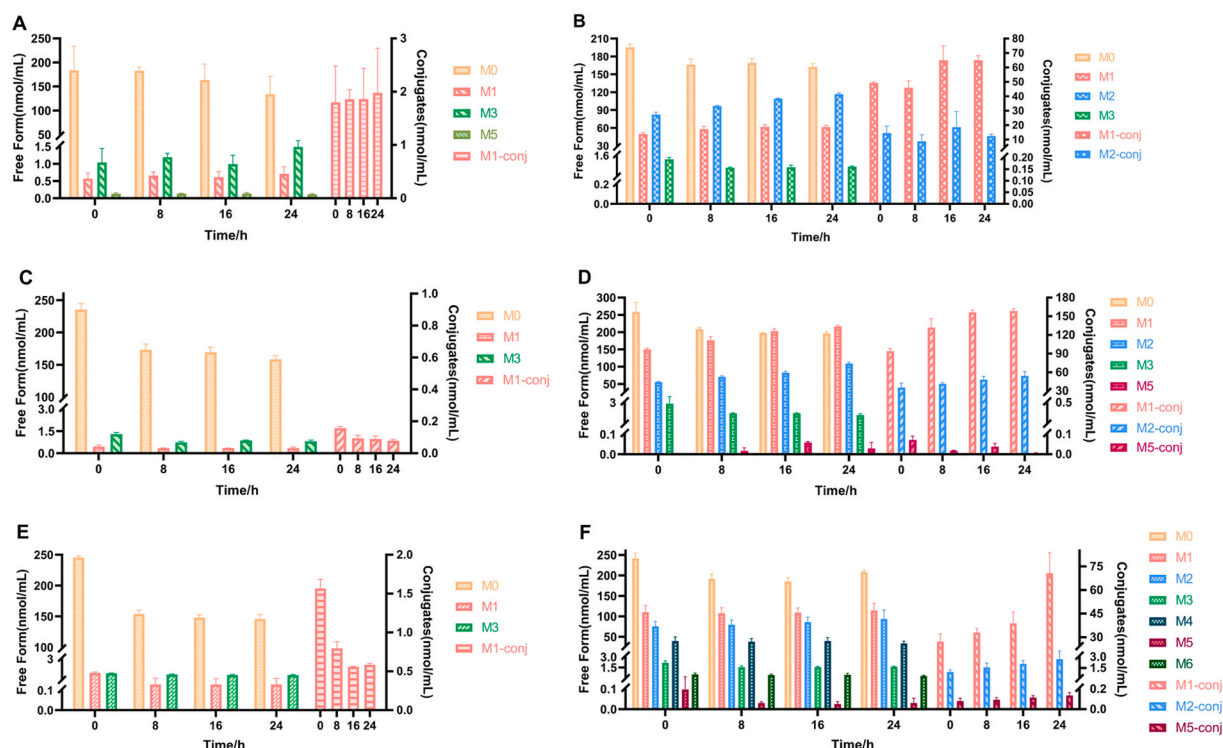 A
Free Form(nmol/mL)
250
200
150
100
50
1.5
1.0
0.5
0.0
3
2
1
0
Conjugates(nmol/mL)
0 8 16 24 0 8 16 24
Time/h
M0
M1
M3
M5
M1-conj
B
Free Form(nmol/mL)
210
180
150
120
90
60
30
1.6
0.2
0.0
80
70
60
50
40
30
20
10
0.20
0.15
0.10
0.05
0.00
Conjugates(nmol/mL)
0 8 16 24 0 8 16 24
Time/h
M0
M1
M2
M3
M1-conj
M2-conj
C
Free Form(nmol/mL)
250
200
150
100
3.0
1.5
0.0
1.0
0.8
0.6
0.4
0.2
0.0
Conjugates(nmol/mL)
0 8 16 24 0 8 16 24
Time/h
M0
M1
M3
M1-conj
D
Free Form(nmol/mL)
300
250
200
150
100
50
3
0.1
0.0
180
150
120
90
60
30
0.5
0.4
0.3
0.2
0.1
0.0
Conjugates(nmol/mL)
0 8 16 24 0 8 16 24
Time/h
M0
M1
M2
M3
M5
M1-conj
M2-conj
M5-conj
E
Free Form(nmol/mL)
250
200
150
100
3
0.1
0.0
2.0
1.5
1.0
0.5
0.0
Conjugates(nmol/mL)
0 8 16 24 0 8 16 24
Time/h
M0
M1
M3
M1-conj
F
Free Form(nmol/mL)
250
200
150
100
50
3.0
1.5
0.1
0.0
75
60
45
30
15
0.2
0.0
Conjugates(nmol/mL)
0 8 16 24 0 8 16 24
Time/h
M0
M1
M2
M3
M4
M5
M6
M1-conj
M2-conj
M5-conj